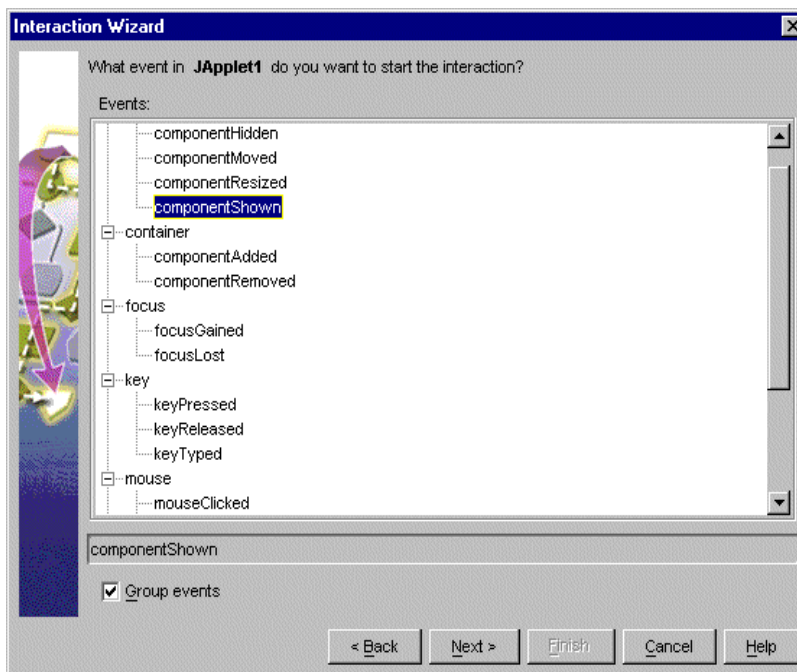 Interaction Wizard
What event in JApplet1 do you want to start the interaction?
Events:
componentHidden
componentMoved
componentResized
componentShown
container
componentAdded
componentRemoved
focus
focusGained
focusLost
key
keyPressed
keyReleased
keyTyped
mouse
mouseClicked
componentShown
Group events
< Back Next > Finish Cancel Help